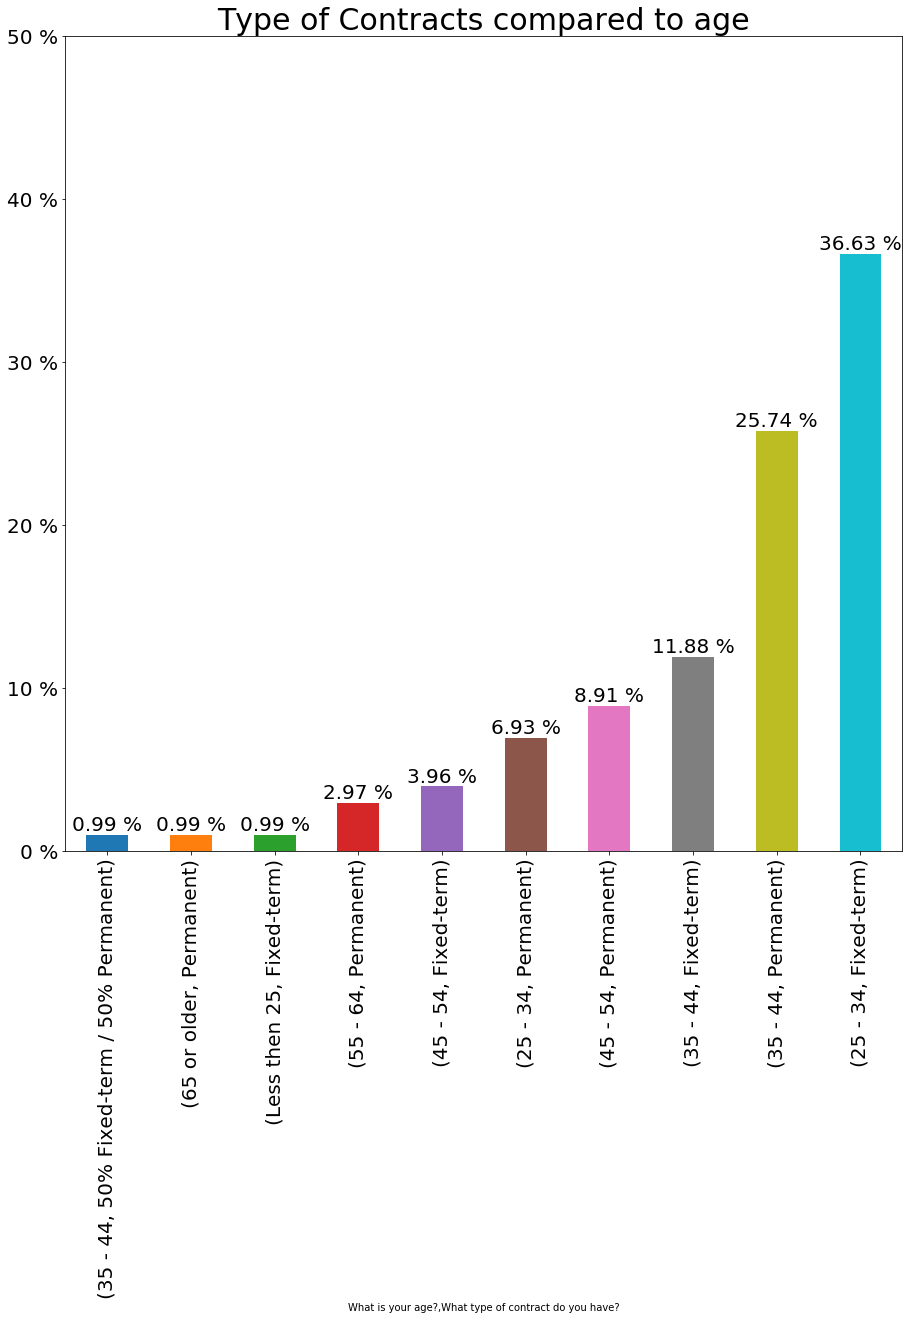 Type of Contracts compared to age
50 %
40 %
30 %
20 %
10 %
0 %
0.99 %
0.99 %
0.99 %
2.97 %
3.96 %
6.93 %
8.91 %
11.88 %
25.74 %
36.63 %
(35 - 44, 50% Fixed-term / 50% Permanent)
(65 or older, Permanent)
(Less then 25, Fixed-term)
(55 - 64, Permanent)
(45 - 54, Fixed-term)
(25 - 34, Permanent)
(45 - 54, Permanent)
(35 - 44, Fixed-term)
(35 - 44, Permanent)
(25 - 34, Fixed-term)
What is your age?,What type of contract do you have?